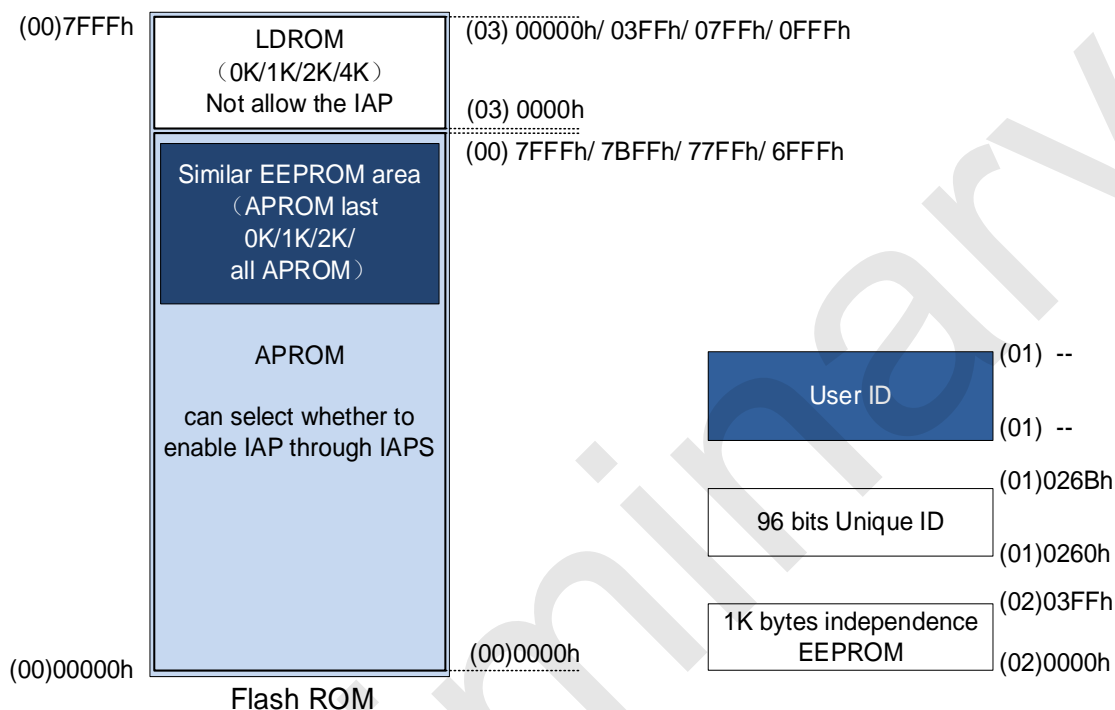 (00)7FFFh
LDROM
（0K/1K/2K/4K）
Not allow the IAP
(03) 00000h/ 03FFh/ 07FFh/ 0FFFh
(03) 0000h
(00) 7FFFh/ 7BFFh/ 77FFh/ 6FFFh
Similar EEPROM area
（APROM last
0K/1K/2K/
all APROM）
APROM
can select whether to
enable IAP through IAPS
(00)0000h
(00)00000h
Flash ROM
User ID
(01) --
(01) --
96 bits Unique ID
(01)026Bh
(01)0260h
1K bytes independence
EEPROM
(02)03FFh
(02)0000h
minary